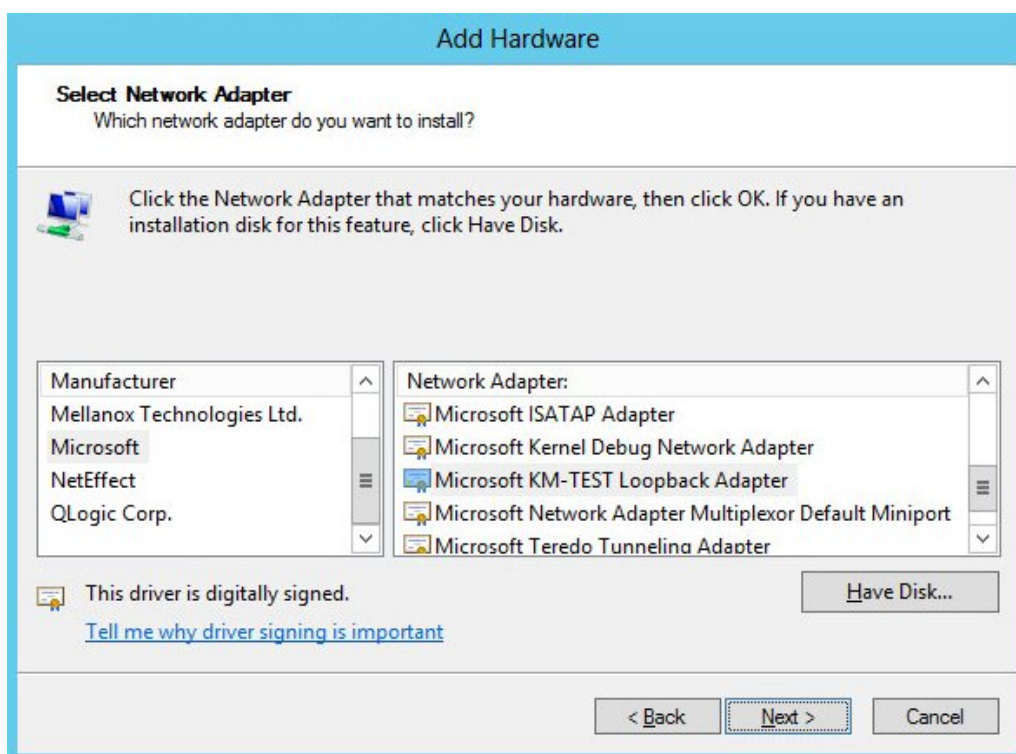 Add Hardware
Select Network Adapter
Which network adapter do you want to install?
Click the Network Adapter that matches your hardware, then click OK. If you have an
installation disk for this feature, click Have Disk.
Manufacturer
Mellanox Technologies Ltd.
Microsoft
NetEffect
QLogic Corp.
Network Adapter:
Microsoft ISATAP Adapter
Microsoft Kernel Debug Network Adapter
Microsoft KM-TEST Loopback Adapter
Microsoft Network Adapter Multiplexor Default Miniport
Microsoft Teredo Tunneling Adapter
This driver is digitally signed.
Tell me why driver signing is important
Have Disk...
< Back
Next >
Cancel